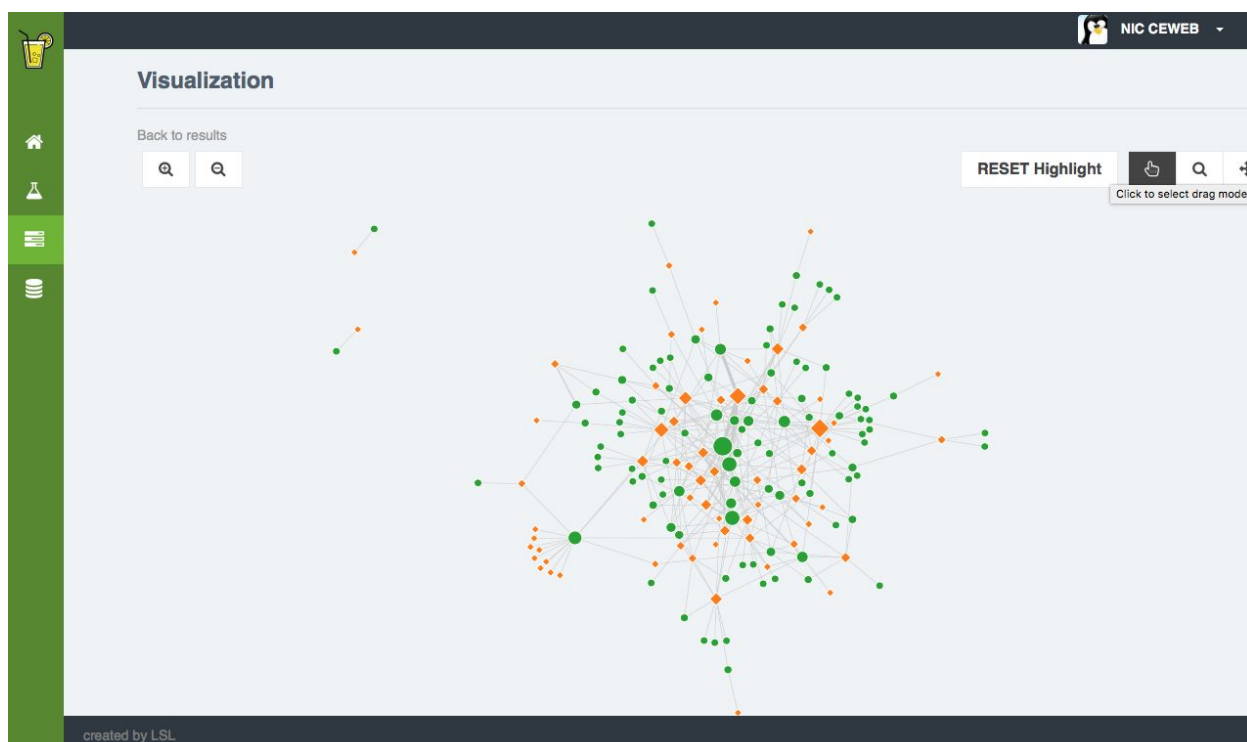 NIC CEWEB
Visualization
Back to results
RESET Highlight
Click to select drag mode
created by LSL